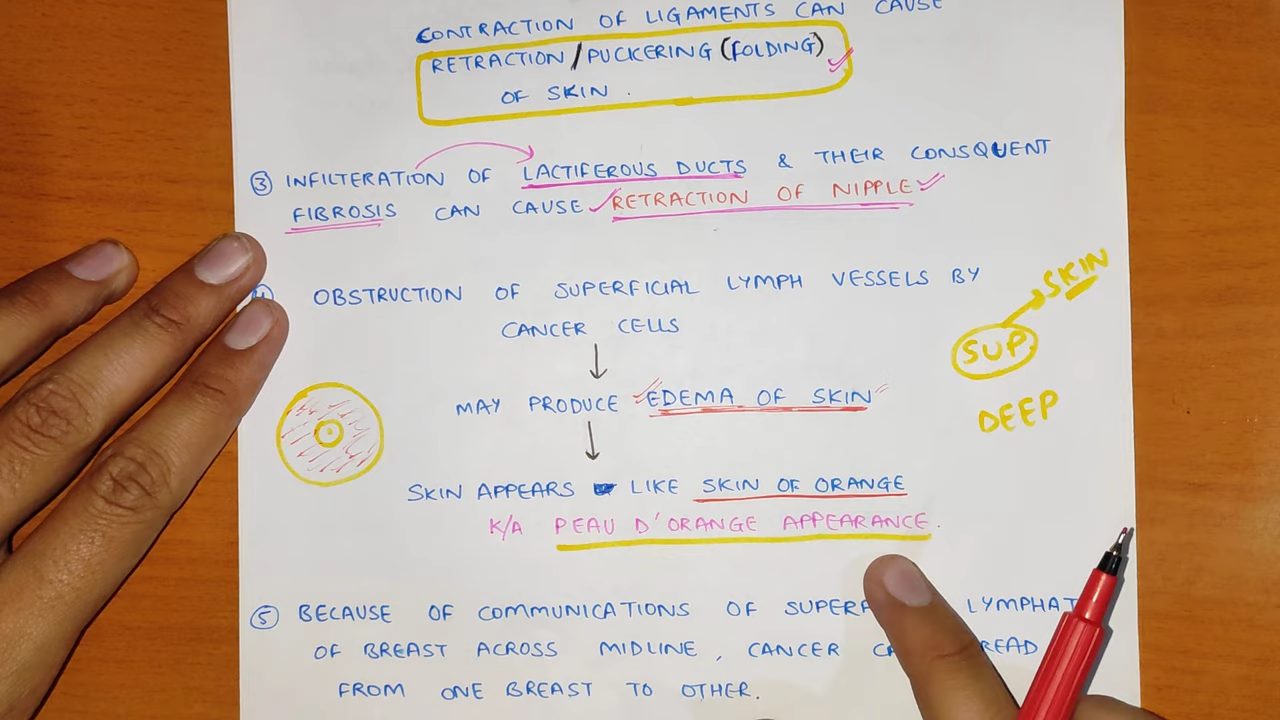 CONTRACTION OF LIGAMENTS CAN CAUSE
RETRACTION/PUCKERING (FOLDING)
OF SKIN.
③ INFILTERATION OF LACTIFEROUS DUCTS & THEIR CONSQUENT
FIBROSIS CAN CAUSE RETRACTION OF NIPPLE
OBSTRUCTION OF SUPERFICIAL LYMPH VESSELS BY
CANCER CELLS
SKIN
SUP.
MAY PRODUCE EDEMA OF SKIN
DEEP
SKIN APPEARS LIKE SKIN OF ORANGE
K/A PEAU D'ORANGE APPEARANCE.
⑤ BECAUSE OF COMMUNICATIONS OF
OF BREAST ACROSS MIDLINE, CANCER
FROM ONE BREAST TO OTHER.